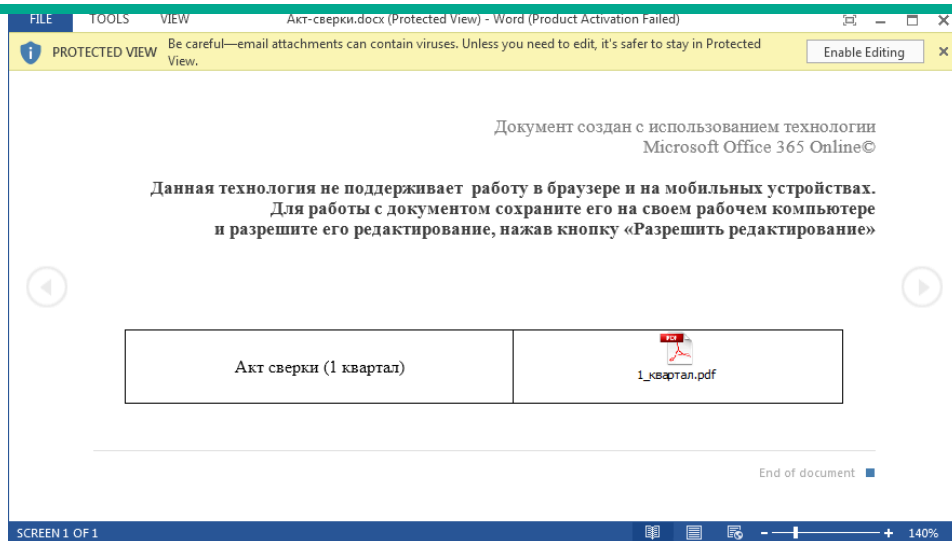 FILE TOOLS VIEW Акт-сверки.docx (Protected View) - Word (Product Activation Failed)
PROTECTED VIEW Be careful—email attachments can contain viruses. Unless you need to edit, it's safer to stay in Protected
View.
Enable Editing
Документ создан с использованием технологии
Microsoft Office 365 Online©
Данная технология не поддерживает работу в браузере и на мобильных устройствах.
Для работы с документом сохраните его на своем рабочем компьютере
и разрешите его редактирование, нажав кнопку «Разрешить редактирование»
Акт сверки (1 квартал)
PDF
1_квартал.pdf
End of document
SCREEN 1 OF 1 140%